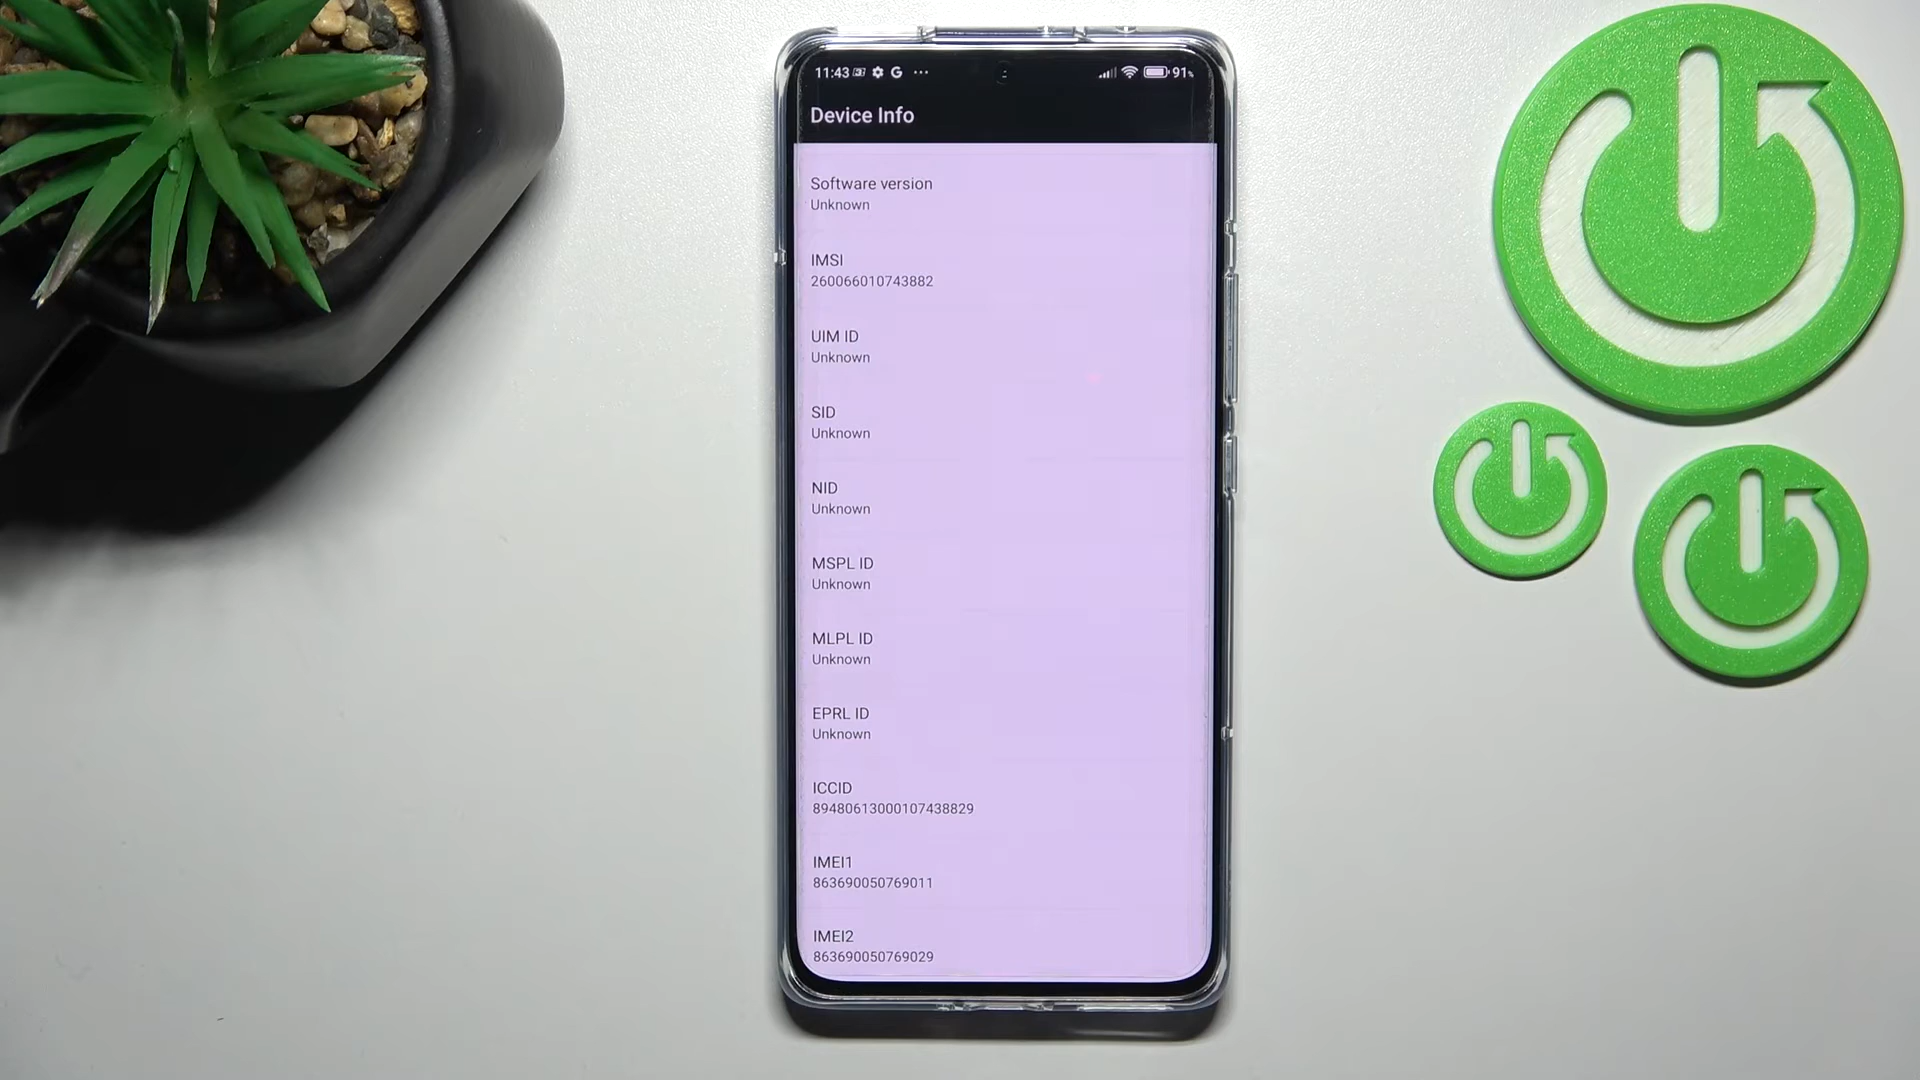 11:43 91%
Device Info
Software version
Unknown
IMSI
260066010743882
UIM ID
Unknown
SID
Unknown
NID
Unknown
MSPL ID
Unknown
MLPL ID
Unknown
EPRL ID
Unknown
ICCID
89480613000107438829
IMEI1
863690050769011
IMEI2
863690050769029